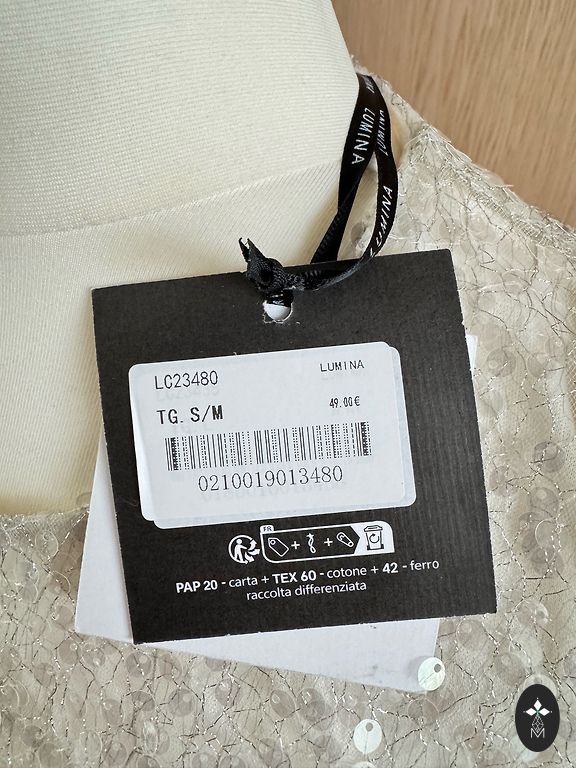 LUMINA
LUMINA
LC23480
LUMINA
TG. S/M
49.00€
0210019013480
FR
PAP 20 - carta + TEX 60 - cotone + 42 - ferro
raccolta differenziata
M